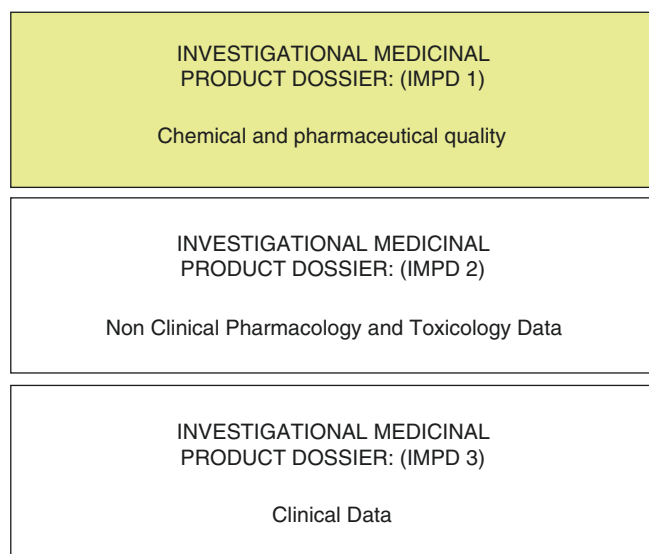 INVESTIGATIONAL MEDICINAL
PRODUCT DOSSIER: (IMPD 1)
Chemical and pharmaceutical quality
INVESTIGATIONAL MEDICINAL
PRODUCT DOSSIER: (IMPD 2)
Non Clinical Pharmacology and Toxicology Data
INVESTIGATIONAL MEDICINAL
PRODUCT DOSSIER: (IMPD 3)
Clinical Data